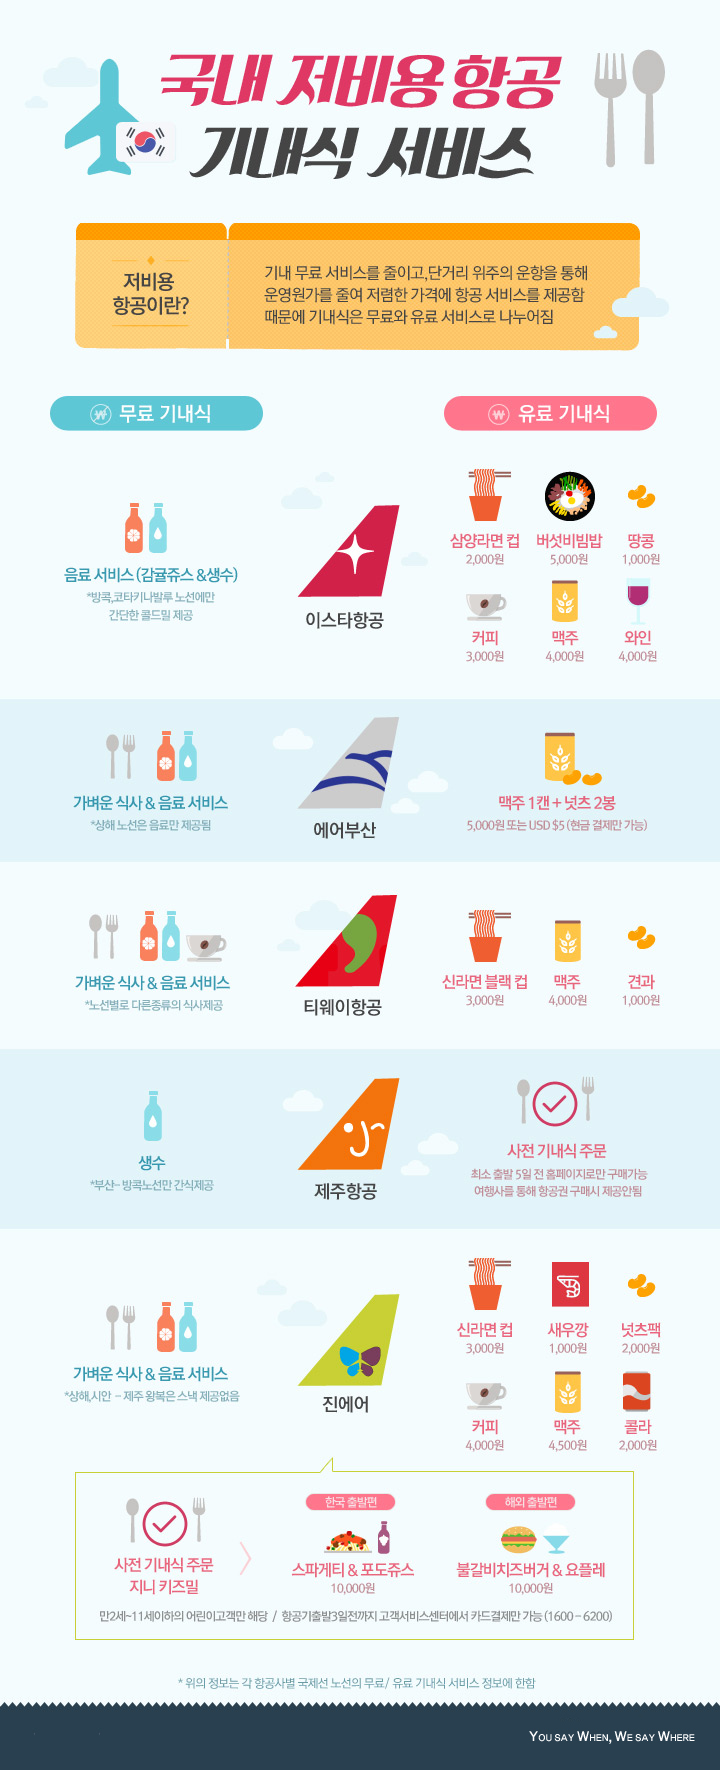 국내 저비용 항공
기내식 서비스
저비용
항공이란?
기내 무료 서비스를 줄이고,단거리 위주의 운항을 통해
운영원가를 줄여 저렴한 가격에 항공 서비스를 제공함
때문에 기내식은 무료와 유료 서비스로 나누어짐
무료 기내식
유료 기내식
음료 서비스 (감귤쥬스 &생수)
*방콕,코타키나발루 노선에만
간단한 콜드밀 제공
이스타항공
삼양라면 컵
2,000원
버섯비빔밥
5,000원
땅콩
1,000원
커피
3,000원
맥주
4,000원
와인
4,000원
가벼운 식사 & 음료 서비스
*상해 노선은 음료만 제공됨
에어부산
맥주 1캔 + 넛츠 2봉
5,000원 또는 USD $5 (현금 결제만 가능)
가벼운 식사 & 음료 서비스
*노선별로 다른종류의 식사제공
티웨이항공
신라면 블랙 컵
3,000원
맥주
4,000원
견과
1,000원
생수
*부산- 방콕노선만 간식제공
제주항공
사전 기내식 주문
최소 출발 5일 전 홈페이지로만 구매가능
여행사를 통해 항공권 구매시 제공안됨
가벼운 식사 & 음료 서비스
*상해,시안 - 제주 왕복은 스낵 제공없음
진에어
신라면 컵
3,000원
새우깡
1,000원
넛츠팩
2,000원
커피
4,000원
맥주
4,500원
콜라
2,000원
사전 기내식 주문
지니 키즈밀
한국 출발편
스파게티 & 포도쥬스
10,000원
해외 출발편
불갈비치즈버거 & 요플레
10,000원
만2세~11세이하의 어린이고객만 해당 / 항공기출발3일전까지 고객서비스센터에서 카드결제만 가능 (1600 - 6200)
* 위의 정보는 각 항공사별 국제선 노선의 무료/ 유료 기내식 서비스 정보에 한함
YOU SAY WHEN, WE SAY WHERE